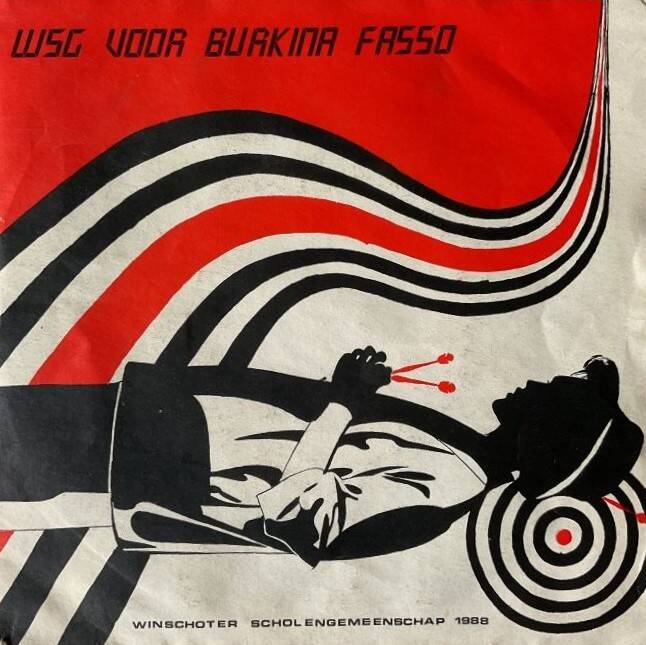 WSG VOOR BURKINA FASSO
WINSCHOTER SCHOLENGEMEENSCHAP 1988